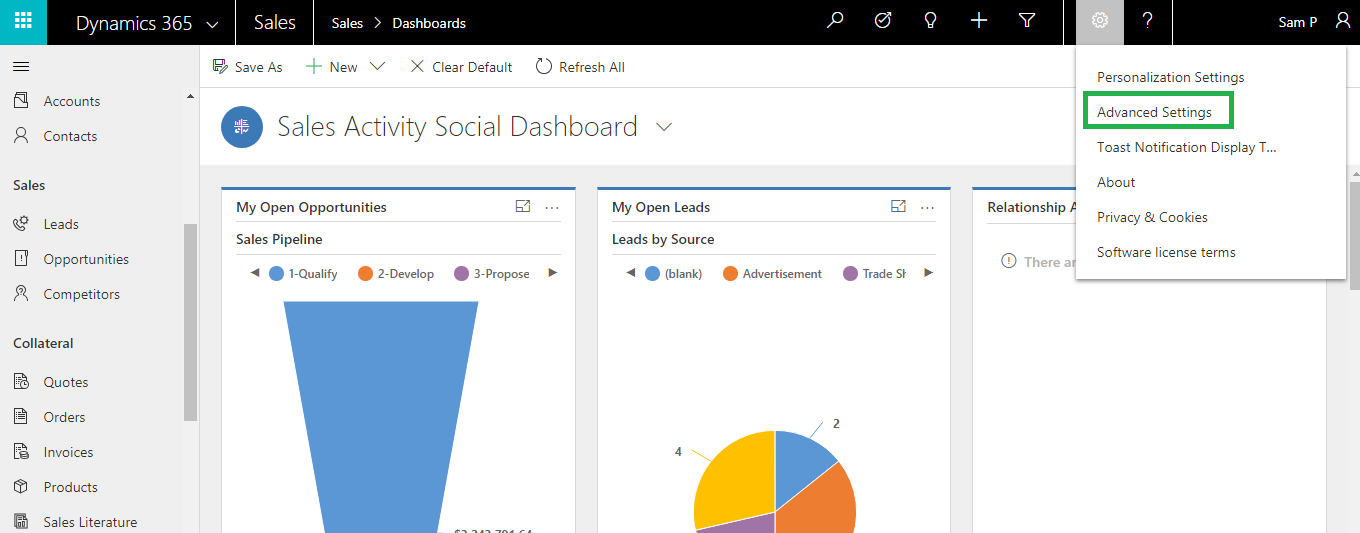 Dynamics 365
Sales
Sales > Dashboards
?
Sam P
Save As
New
Clear Default
Refresh All
Accounts
Contacts
Sales
Leads
Opportunities
Competitors
Collateral
Quotes
Orders
Invoices
Products
Sales Literature
Sales Activity Social Dashboard
My Open Opportunities
...
Sales Pipeline
1-Qualify
2-Develop
3-Propose
My Open Leads
...
Leads by Source
(blank)
Advertisement
Trade Sh
2
4
Relationship A
There ar
Personalization Settings
Advanced Settings
Toast Notification Display T...
About
Privacy & Cookies
Software license terms